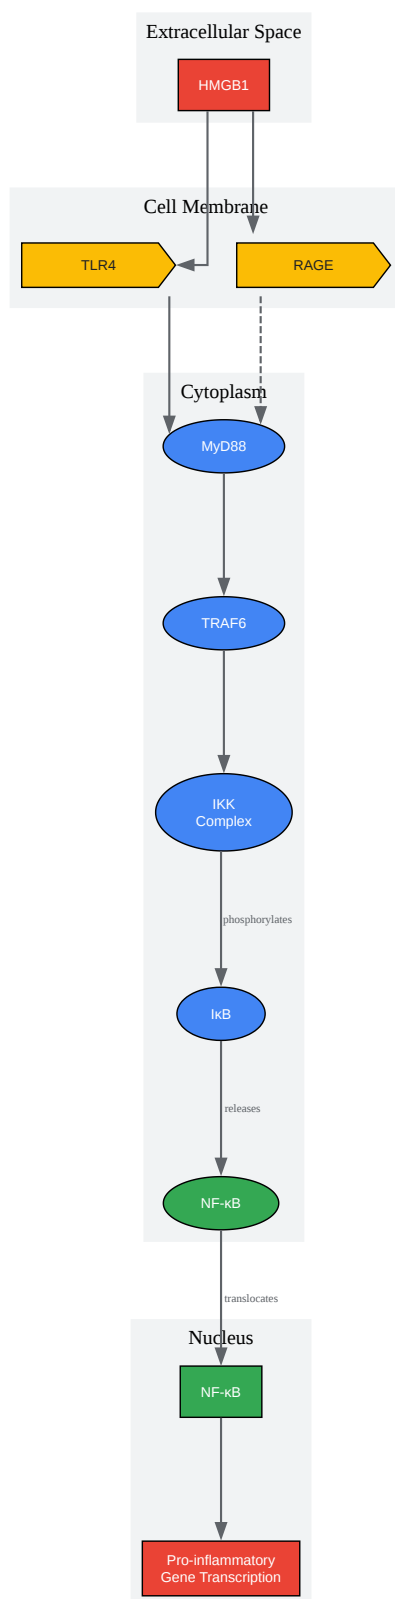 Extracellular Space
HMGB1
Cell Membrane
TLR4
RAGE
Cytoplasm
MyD88
TRAF6
IKK
Complex
phosphorylates
IκB
releases
NF-κB
translocates
Nucleus
NF-κB
Pro-inflammatory
Gene Transcription